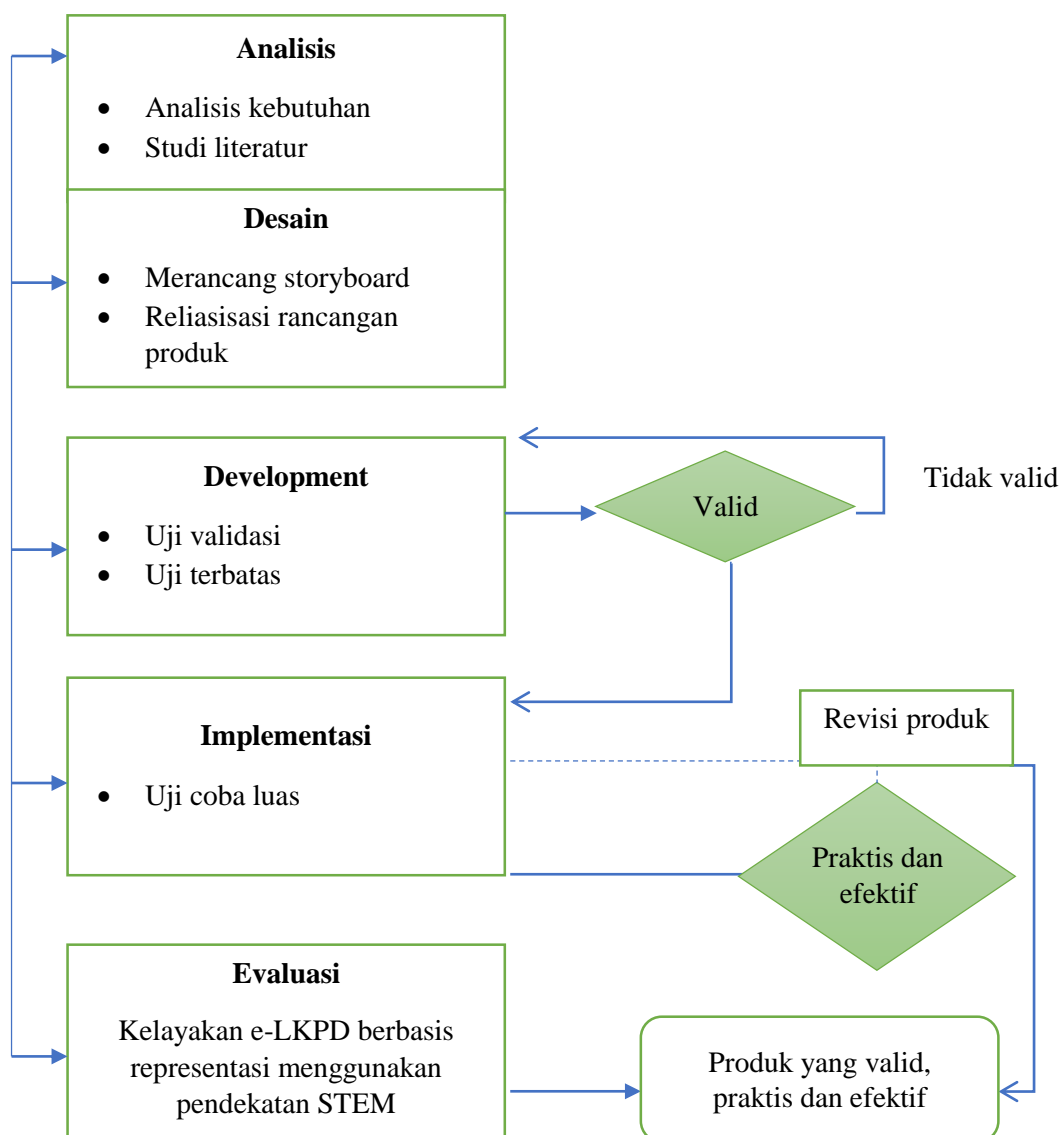 Analisis
• Analisis kebutuhan
• Studi literatur
Desain
• Merancang storyboard
• Reliasisasi rancangan
produk
Development
• Uji validasi
• Uji terbatas
Valid
Tidak valid
Implementasi
• Uji coba luas
Revisi produk
Praktis dan
efektif
Evaluasi
Kelayakan e-LKPD berbasis
representasi menggunakan
pendekatan STEM
Produk yang valid,
praktis dan efektif